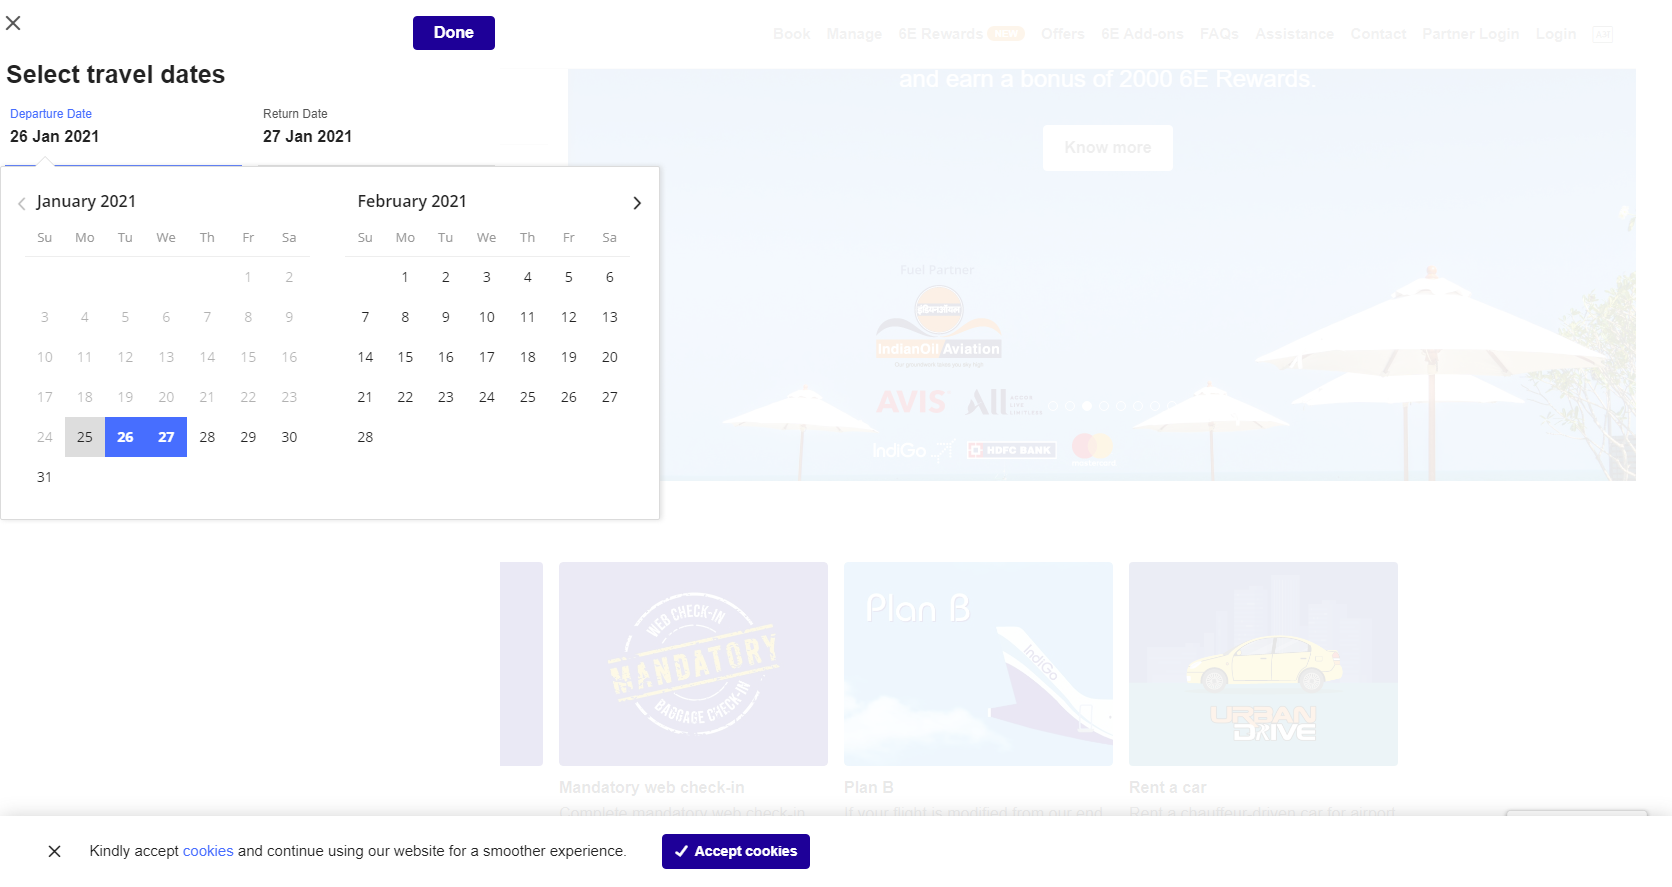 Done
Book Manage 6E Rewards NEW Offers 6E Add-ons FAQs Assistance Contact Partner Login Login
Select travel dates
and earn a bonus of 2000 6E Rewards.
Departure Date
26 Jan 2021
Return Date
27 Jan 2021
Know more
January 2021
Su Mo Tu We Th Fr Sa
1 2
3 4 5 6 7 8 9
10 11 12 13 14 15 16
17 18 19 20 21 22 23
24 25 26 27 28 29 30
31
February 2021
Su Mo Tu We Th Fr Sa
1 2 3 4 5 6
7 8 9 10 11 12 13
14 15 16 17 18 19 20
21 22 23 24 25 26 27
28
Fuel Partner
IndianOil Aviation
AVIS
ALL
ACCOR
LIVE
LIMITLESS
IndiGo
HDFC BANK
mastercard
WEB CHECK-IN
MANDATORY
BAGGAGE CHECK-IN
Plan B
IndiGo
URBAN
DRIVE
Mandatory web check-in
Complete mandatory web check-in
Plan B
If your flight is modified from our end
Rent a car
Rent a chauffeur-driven car for airport
Kindly accept cookies and continue using our website for a smoother experience.
Accept cookies